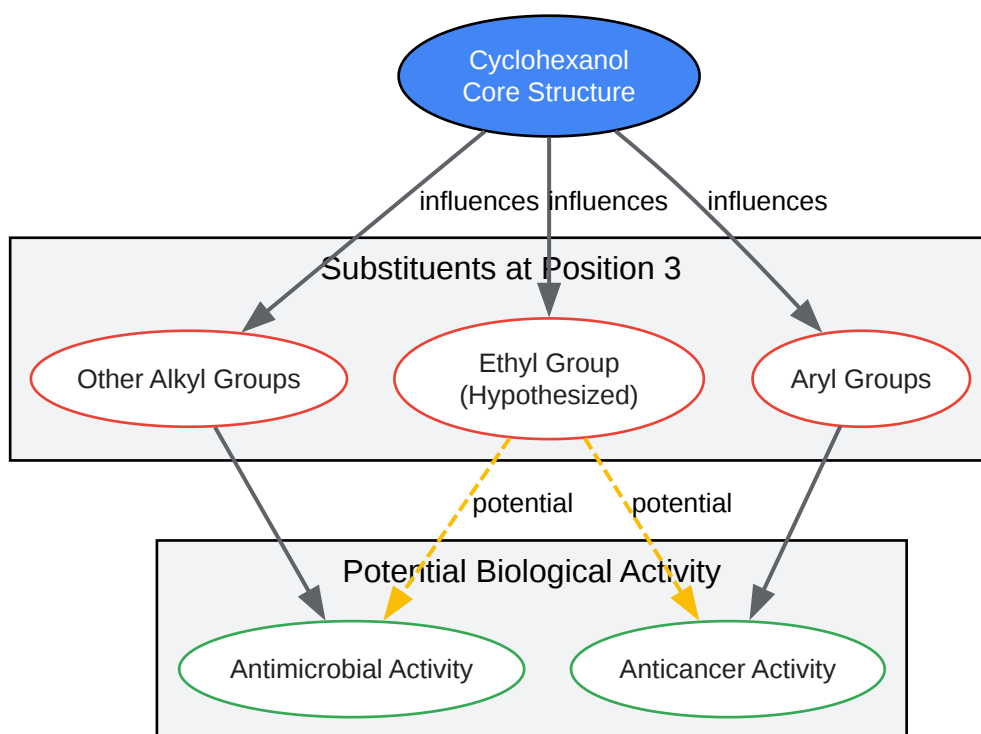 Cyclohexanol
Core Structure
influences
influences
influences
Substituents at Position 3
Other Alkyl Groups
Ethyl Group
(Hypothesized)
Aryl Groups
potential
potential
Potential Biological Activity
Antimicrobial Activity
Anticancer Activity